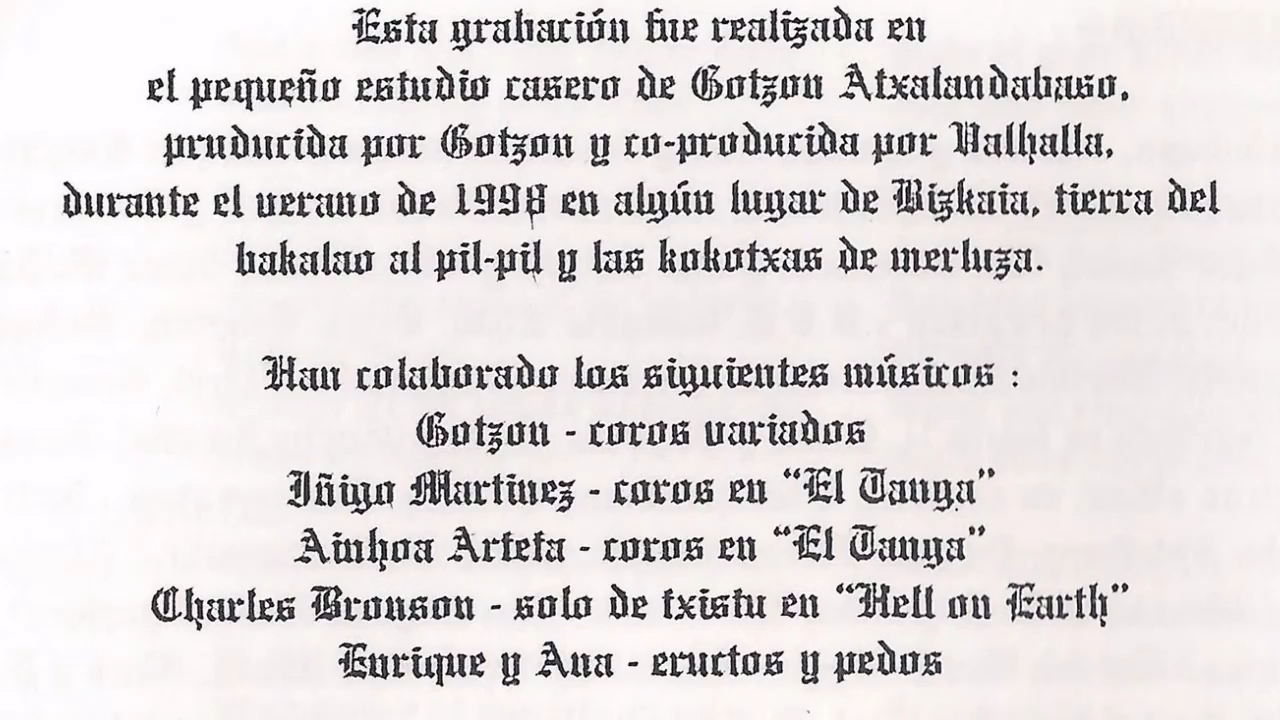 Esta grabación fue realizada en
el pequeño estudio casero de Gotzon Atxalandabaso,
producida por Gotzon y co-producida por Valhalla,
durante el verano de 1998 en algún lugar de Bizkaia, tierra del
bakalao al pil-pil y las kokotxas de merluza.
Han colaborado los siguientes músicos :
Gotzon - coros variados
Iñigo Martinez - coros en “El Tanga”
Ainhoa Arteta - coros en “El Tanga”
Charles Bronson - solo de txistu en “Hell on Earth”
Enrique y Ana - eructos y pedos